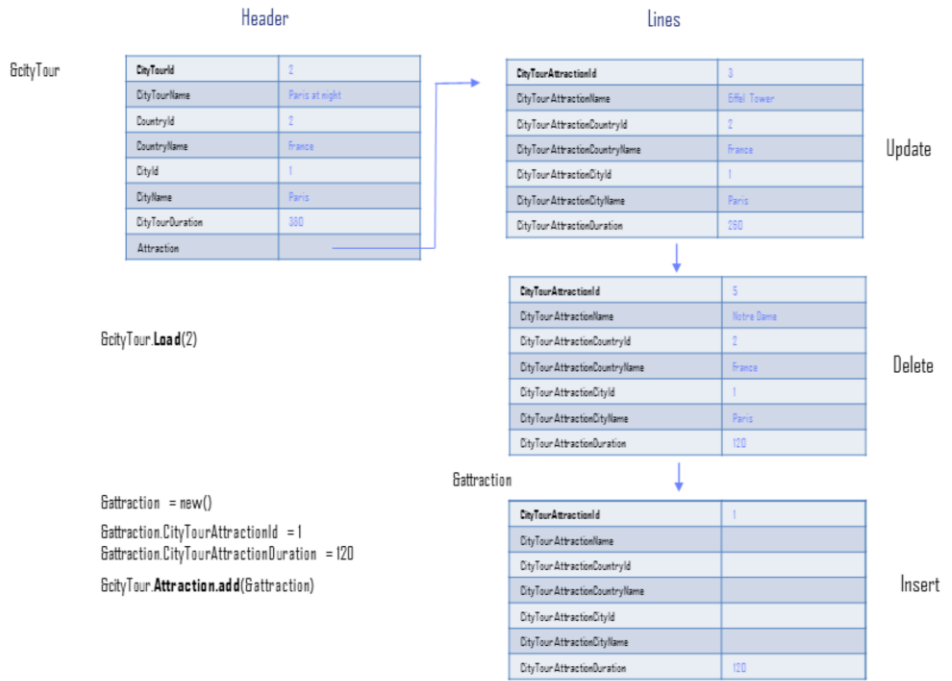 Header
Lines
&cityTour
CityTourId 2
CityTourName Paris at night
CountryId 2
CountryName France
CityId 1
CityName Paris
CityTourDuration 380
Attraction
CityTourAttractionId 3
CityTourAttractionName Eiffel Tower
CityTourAttractionCountryId 2
CityTourAttractionCountryName France
CityTourAttractionCityId 1
CityTourAttractionCityName Paris
CityTourAttractionDuration 260
Update
&cityTour.Load(2)
CityTourAttractionId 5
CityTourAttractionName Notre Dame
CityTourAttractionCountryId 2
CityTourAttractionCountryName France
CityTourAttractionCityId 1
CityTourAttractionCityName Paris
CityTourAttractionDuration 120
Delete
&attraction
&attraction = new()
&attraction.CityTourAttractionId = 1
&attraction.CityTourAttractionDuration = 120
&cityTour.Attraction.add(&attraction)
CityTourAttractionId 1
CityTourAttractionName
CityTourAttractionCountryId
CityTourAttractionCountryName
CityTourAttractionCityId
CityTourAttractionCityName
CityTourAttractionDuration 120
Insert